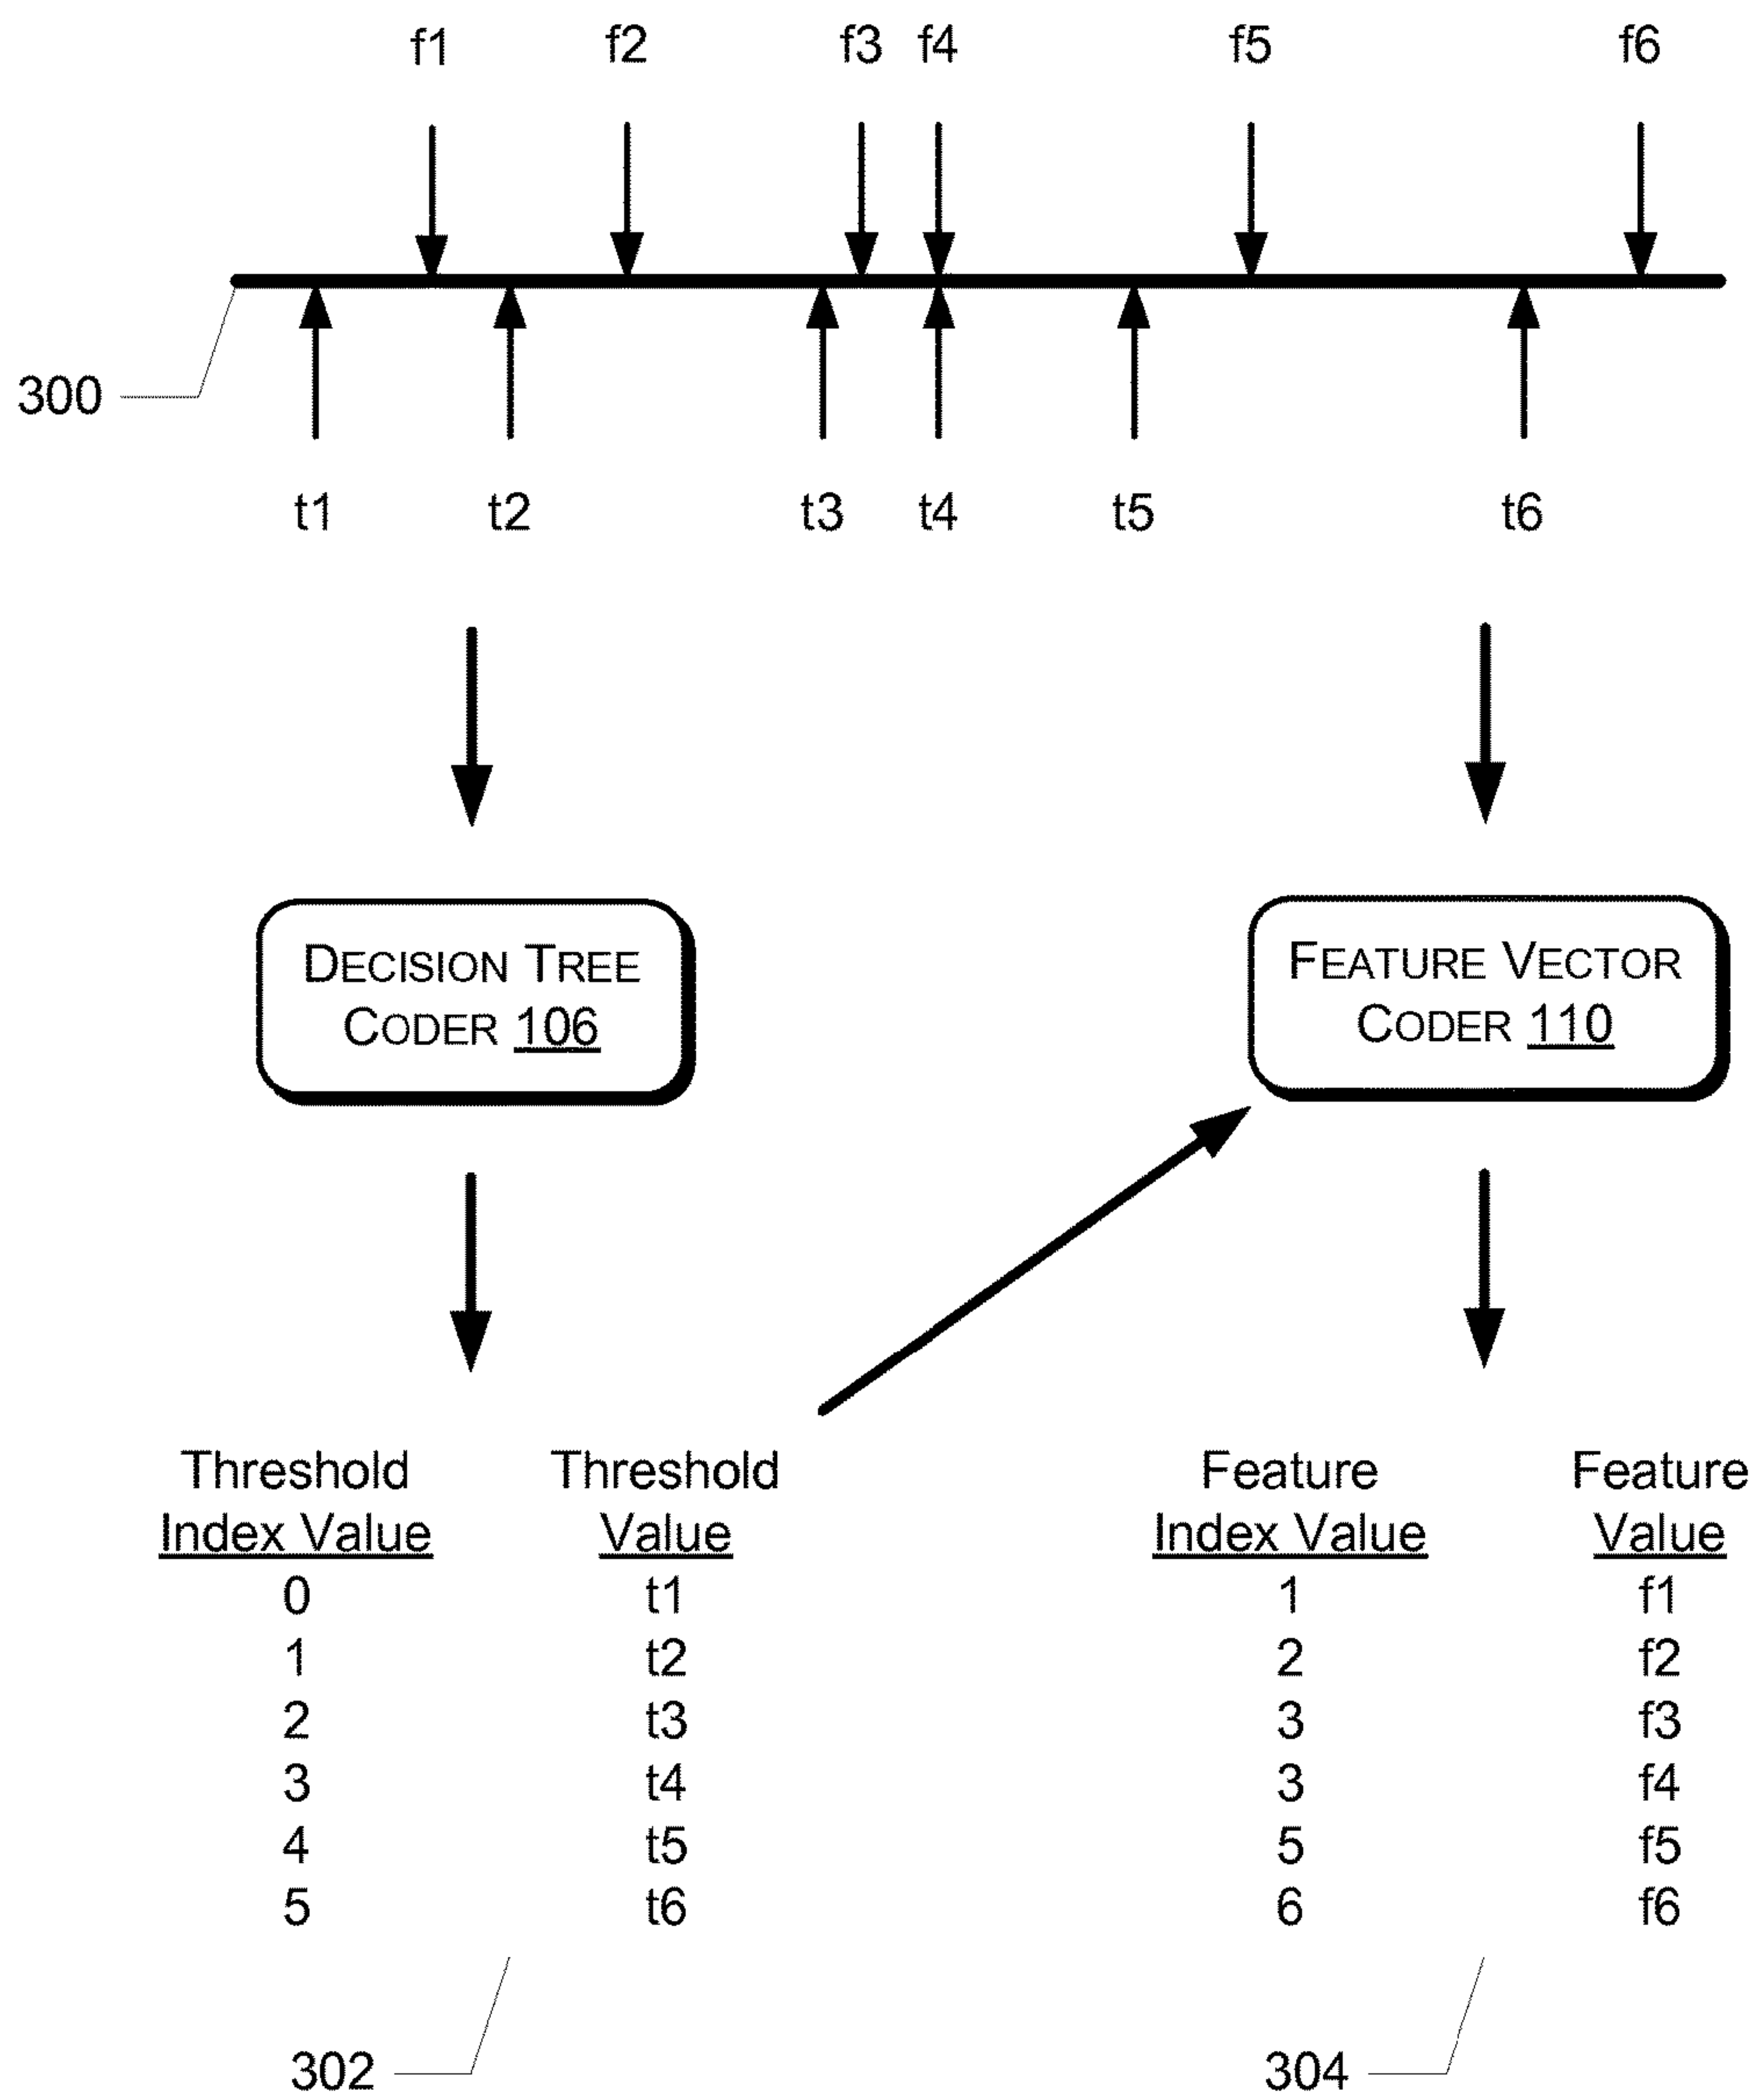 f1 f2 f3 f4 f5 f6
300
t1 t2 t3 t4 t5 t6
DECISION TREE
CODER 106
FEATURE VECTOR
CODER 110
Threshold Threshold
Index Value Value
0 t1
1 t2
2 t3
3 t4
4 t5
5 t6
302
Feature Feature
Index Value Value
1 f1
2 f2
3 f3
3 f4
5 f5
6 f6
304